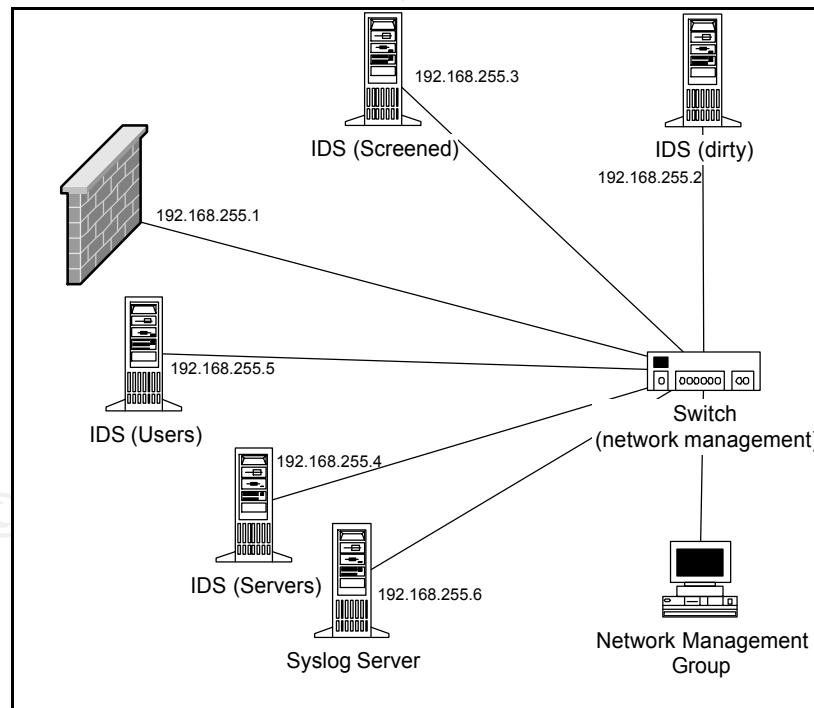 192.168.255.3
IDS (Screened)
IDS (dirty)
192.168.255.2
192.168.255.1
192.168.255.5
IDS (Users)
Switch
(network management)
192.168.255.4
IDS (Servers)
192.168.255.6
Syslog Server
Network Management
Group